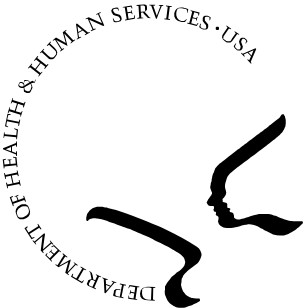 DEPARTMENT OF HEALTH & HUMAN SERVICES · USA